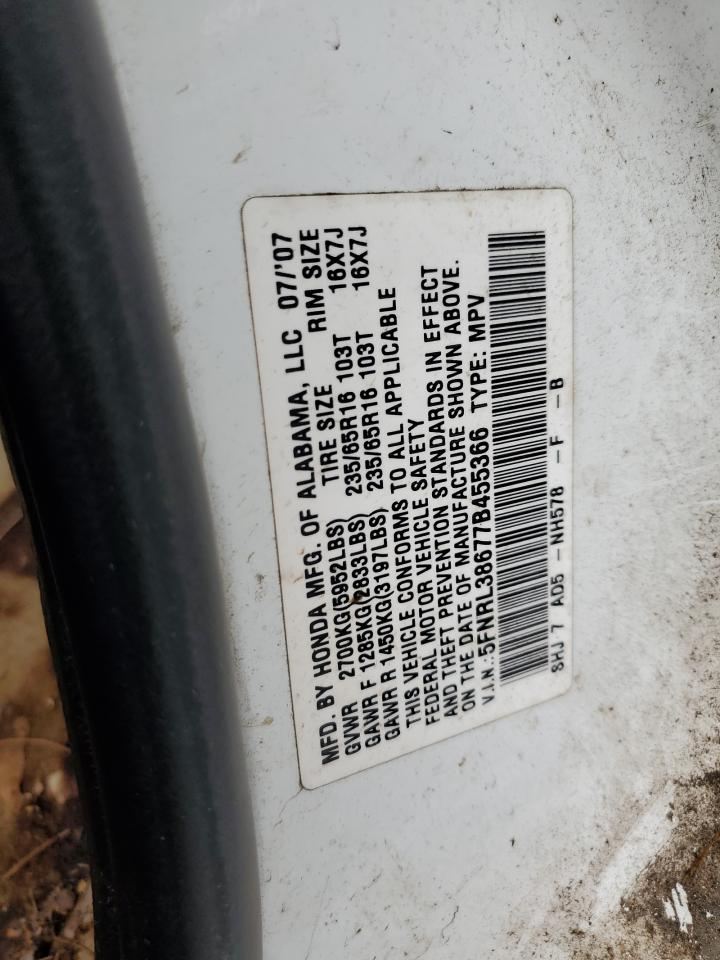 MFD. BY HONDA MFG. OF ALABAMA, LLC 07/'07
GVWR 2700KG(5952LBS) TIRE SIZE RIM SIZE
GAWR F 1285KG(2833LBS) 235/65R16 103T 16X7J
GAWR R 1450KG(3197LBS) 235/65R16 103T 16X7J
THIS VEHICLE CONFORMS TO ALL APPLICABLE
FEDERAL MOTOR VEHICLE SAFETY
AND THEFT PREVENTION STANDARDS IN EFFECT
ON THE DATE OF MANUFACTURE SHOWN ABOVE.
V.I.N.:5FNRL38677B455366 TYPE: MPV
SHJ 7 AD5 -NH578 -F -B